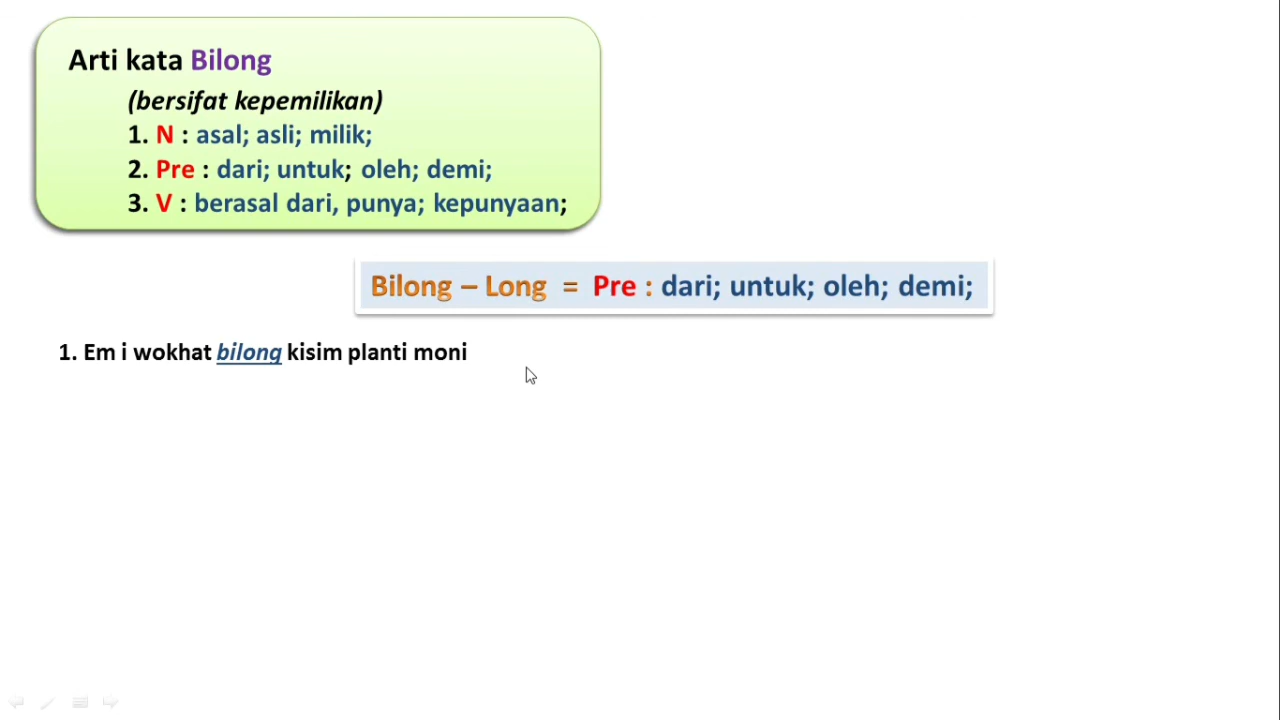 Arti kata Bilong
(bersifat kepemilikan)
1. N : asal; asli; milik;
2. Pre : dari; untuk; oleh; demi;
3. V : berasal dari, punya; kepunyaan;
Bilong – Long = Pre : dari; untuk; oleh; demi;
1. Em i wokhat bilong kisim planti moni